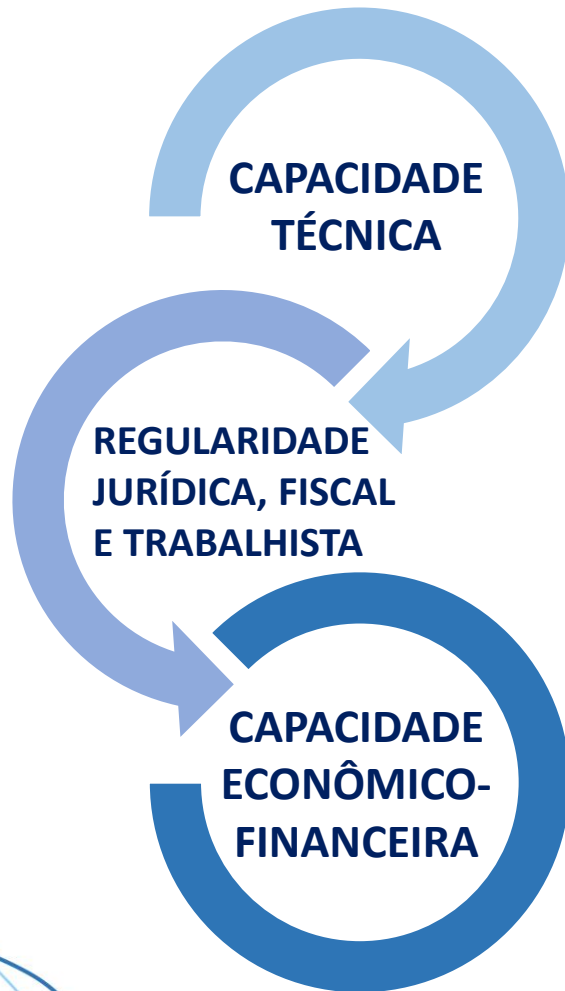 CAPACIDADE
TÉCNICA
REGULARIDADE
JURÍDICA, FISCAL
E TRABALHISTA
CAPACIDADE
ECONÔMICO-
FINANCEIRA